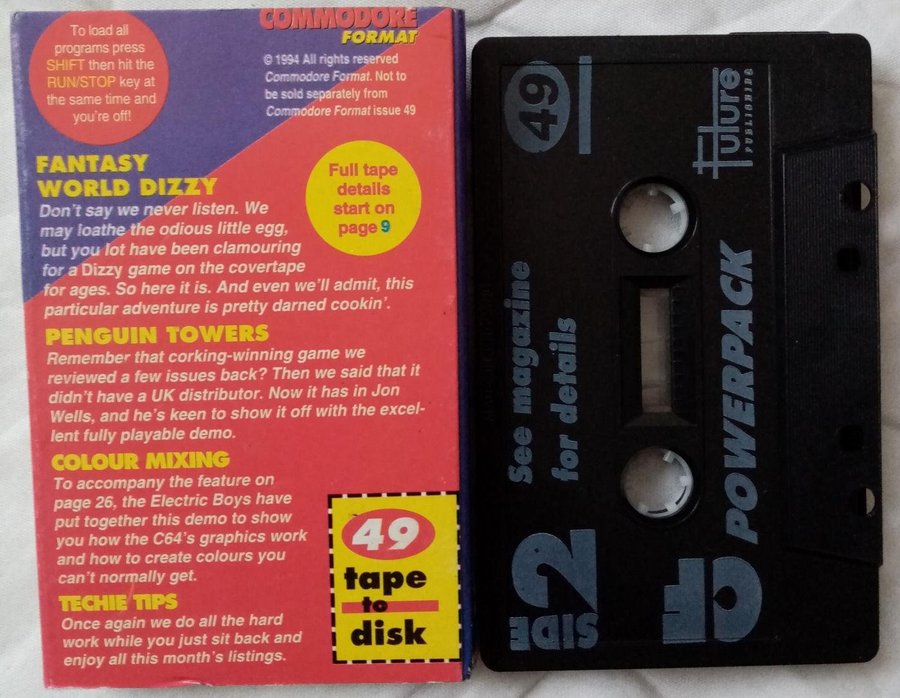 To load all
programs press
SHIFT then hit the
RUN/STOP key at
the same time and
you're off!
COMMODORE
FORMAT
© 1994 All rights reserved
Commodore Format. Not to
be sold separately from
Commodore Format issue 49
FANTASY
WORLD DIZZY
Don't say we never listen. We
may loathe the odious little egg,
but you lot have been clamouring
for a Dizzy game on the covertape
for ages. So here it is. And even we'll admit, this
particular adventure is pretty darned cookin'.
Full tape
details
start on
page 9
PENGUIN TOWERS
Remember that corking-winning game we
reviewed a few issues back? Then we said that it
didn't have a UK distributor. Now it has in Jon
Wells, and he's keen to show it off with the excel-
lent fully playable demo.
COLOUR MIXING
To accompany the feature on
page 26, the Electric Boys have
put together this demo to show
you how the C64's graphics work
and how to create colours you
can't normally get.
TECHIE TIPS
Once again we do all the hard
work while you just sit back and
enjoy all this month's listings.
49
tape
to
disk
SIDE 2
See magazine
for details
49
CF POWERPACK
Future
PUBLISHING